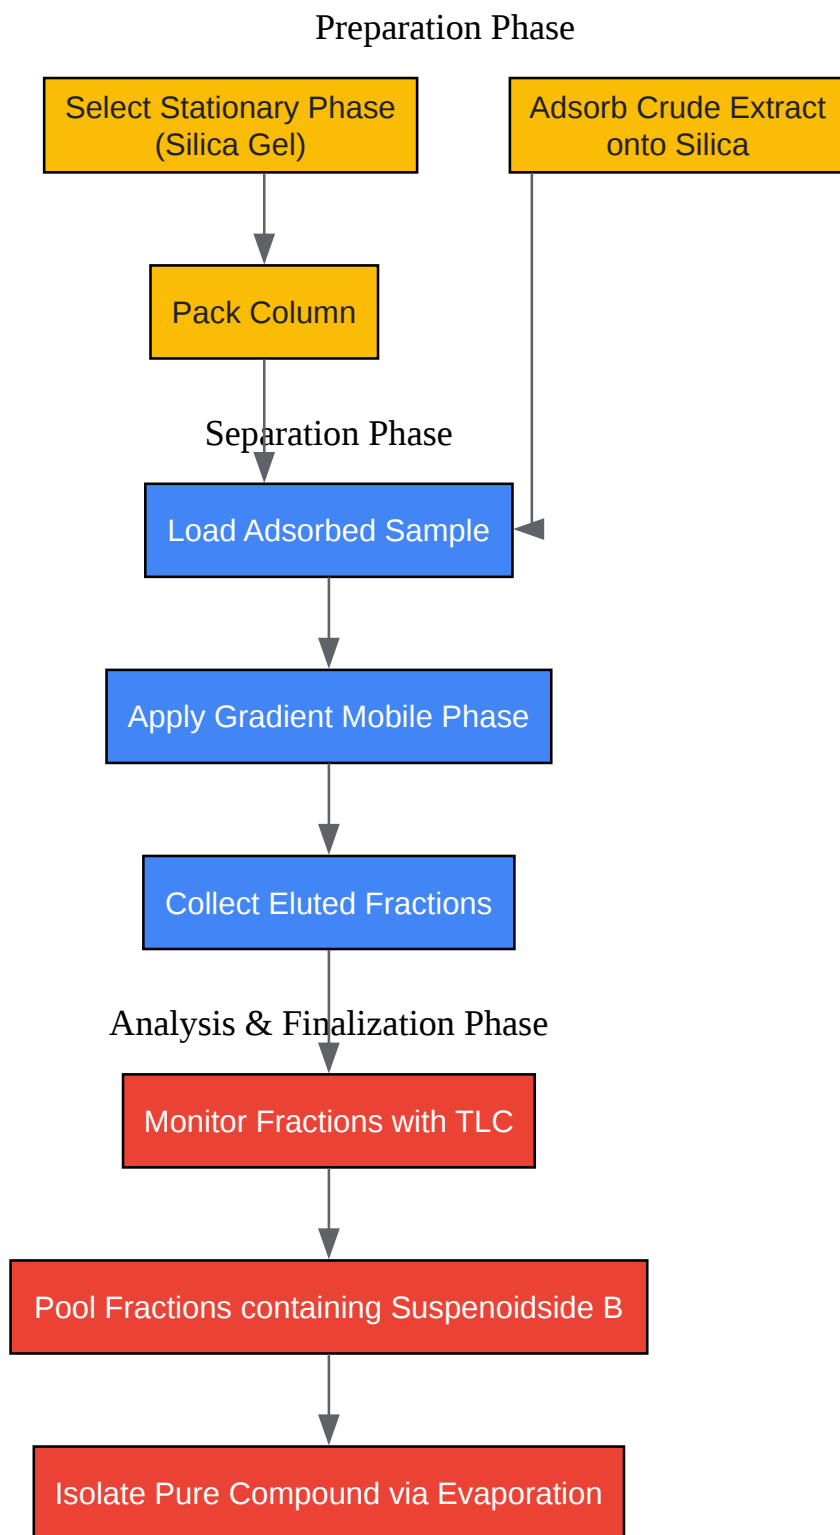 Preparation Phase
Select Stationary Phase
(Silica Gel)
Adsorb Crude Extract
onto Silica
Pack Column
Separation Phase
Load Adsorbed Sample
Apply Gradient Mobile Phase
Collect Eluted Fractions
Analysis & Finalization Phase
Monitor Fractions with TLC
Pool Fractions containing Suspenoidside B
Isolate Pure Compound via Evaporation